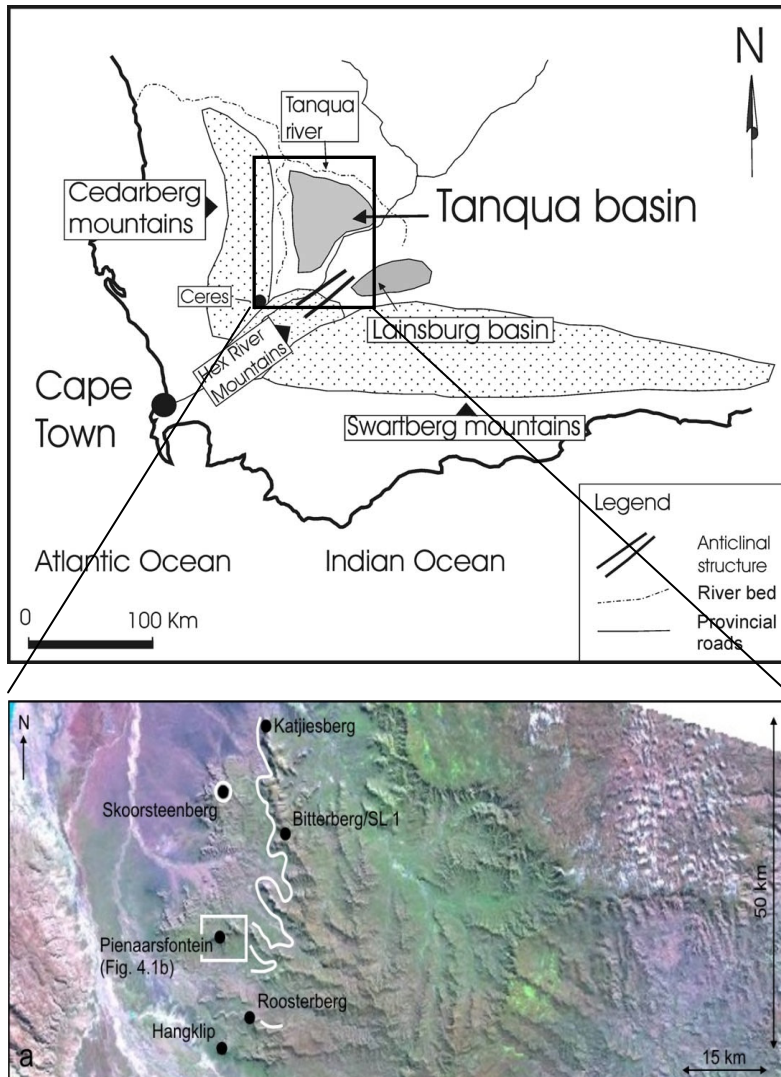 N
Tanqua
river
Cedarberg
mountains
Tanqua basin
Ceres
Lainsburg basin
Hex River
Mountains
Cape
Town
Swartberg mountains
Legend
Anticlinal
structure
River bed
Provincial
roads
Atlantic Ocean
Indian Ocean
0
100 Km
N
Katjiesberg
Skoorsteenberg
Bitterberg/SL 1
50 km
Pienaarsfontein
(Fig. 4.1b)
Roosterberg
Hangklip
a
15 km